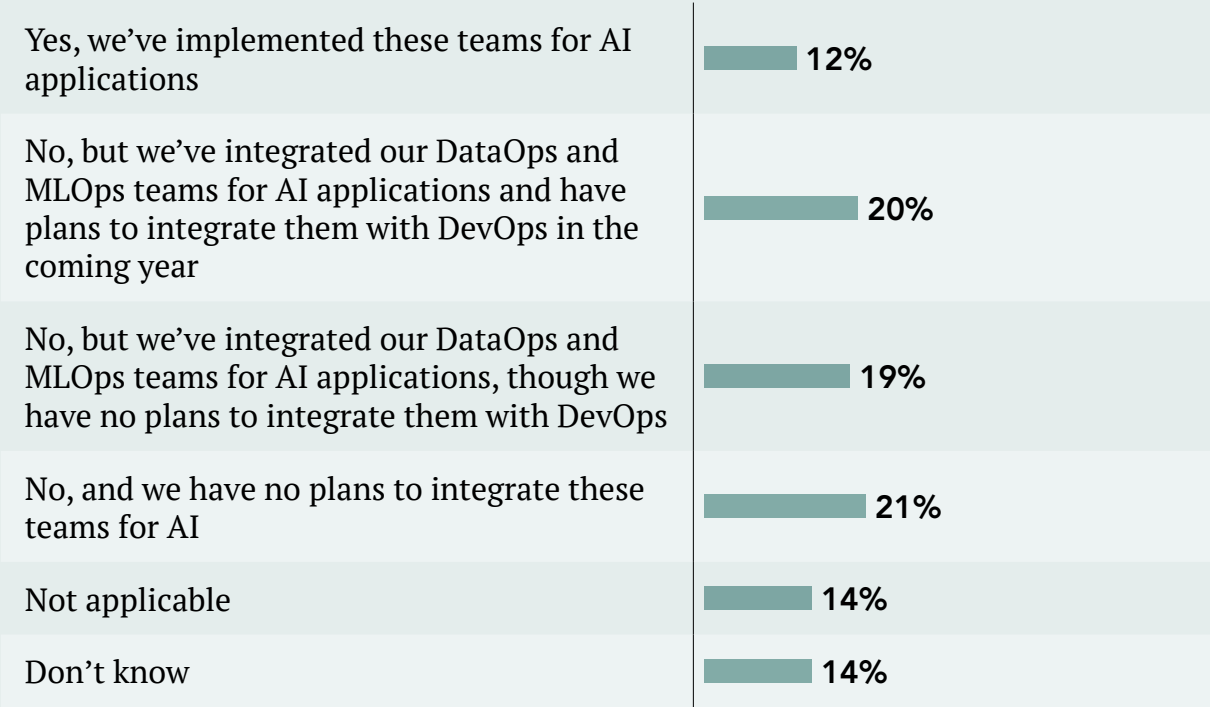 Yes, we’ve implemented these teams for AI
applications
12%
No, but we’ve integrated our DataOps and
MLOps teams for AI applications and have
plans to integrate them with DevOps in the
coming year
20%
No, but we’ve integrated our DataOps and
MLOps teams for AI applications, though we
have no plans to integrate them with DevOps
19%
No, and we have no plans to integrate these
teams for AI
21%
Not applicable
14%
Don’t know
14%